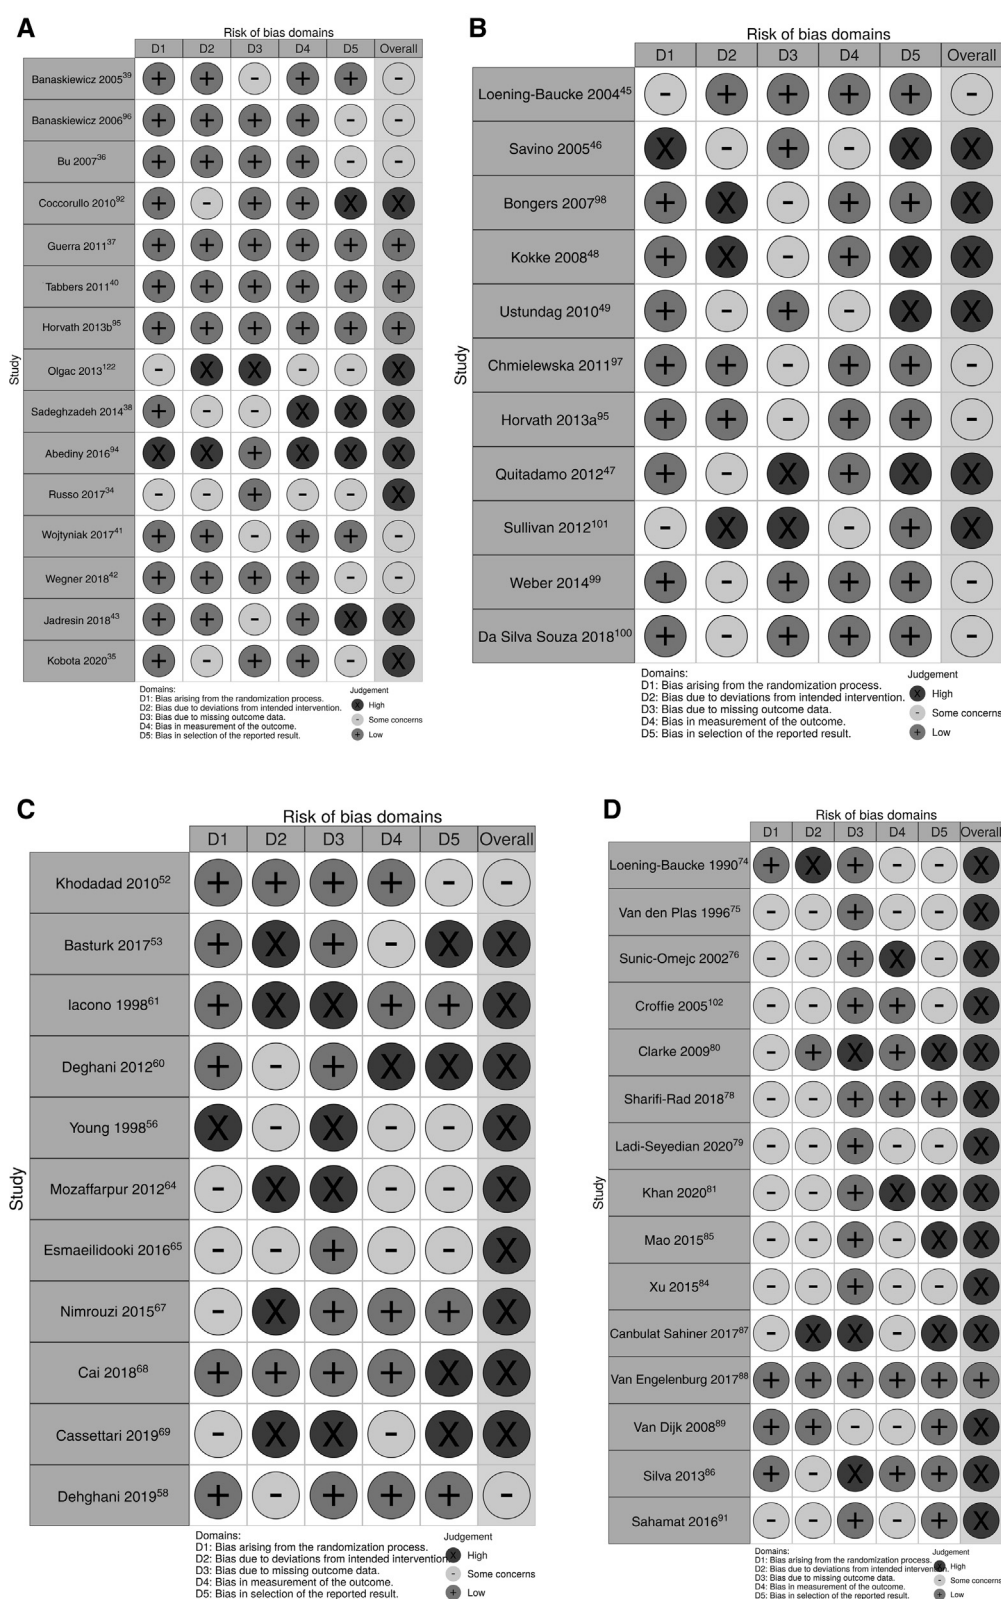 A
Risk of bias domains
D1 D2 D3 D4 D5 Overall
Study
Banaskiewicz 2005³⁹ + + - + + -
Banaskiewicz 2006⁹⁶ + + + + - -
Bu 2007³⁶ + + + + - -
Coccorullo 2010⁹² + - + + X X
Guerra 2011³⁷ + + + + + +
Tabbers 2011⁴⁰ + + + + + +
Horvath 2013b⁹⁵ + + + + + +
Olgac 2013¹²² - X X - - X
Sadeghzadeh 2014³⁸ + - - X X X
Abediny 2016⁹⁴ X X + X X X
Russo 2017³⁴ - - + - - X
Wojtyniak 2017⁴¹ + + - + + -
Wegner 2018⁴² + + + + - -
Jadresin 2018⁴³ + + - + X X
Kobota 2020³⁵ + - + + - X
Domains:
D1: Bias arising from the randomization process.
D2: Bias due to deviations from intended intervention.
D3: Bias due to missing outcome data.
D4: Bias in measurement of the outcome.
D5: Bias in selection of the reported result.
Judgement
X High
- Some concerns
+ Low
B
Risk of bias domains
D1 D2 D3 D4 D5 Overall
Study
Loening-Baucke 2004⁴⁵ - + + + + -
Savino 2005⁴⁶ X - + - X X
Bongers 2007⁹⁸ + X - + + X
Kokke 2008⁴⁸ + X - + X X
Ustundag 2010⁴⁹ + - + - X X
Chmielewska 2011⁹⁷ + + - + + -
Horvath 2013a⁹⁵ + + - + + -
Quitadamo 2012⁴⁷ + - X + X X
Sullivan 2012¹⁰¹ - X X - + X
Weber 2014⁹⁹ + - + + + -
Da Silva Souza 2018¹⁰⁰ + - + + + -
Domains:
D1: Bias arising from the randomization process.
D2: Bias due to deviations from intended intervention.
D3: Bias due to missing outcome data.
D4: Bias in measurement of the outcome.
D5: Bias in selection of the reported result.
Judgement
X High
- Some concerns
+ Low
C
Risk of bias domains
D1 D2 D3 D4 D5 Overall
Study
Khodadad 2010⁵² + + + + - -
Basturk 2017⁵³ + X + - X X
Iacono 1998⁶¹ + X X + + X
Deghani 2012⁶⁰ + - + X X X
Young 1998⁵⁶ X - X - - X
Mozaffarpur 2012⁶⁴ - X X - - X
Esmaeilidooki 2016⁶⁵ - - + - - X
Nimrouzi 2015⁶⁷ - X + + + X
Cai 2018⁶⁸ + + + + X X
Cassettari 2019⁶⁹ - X X - X X
Dehghani 2019⁵⁸ + - + + + -
Domains:
D1: Bias arising from the randomization process.
D2: Bias due to deviations from intended intervention.
D3: Bias due to missing outcome data.
D4: Bias in measurement of the outcome.
D5: Bias in selection of the reported result.
Judgement
X High
- Some concerns
+ Low
D
Risk of bias domains
D1 D2 D3 D4 D5 Overall
Study
Loening-Baucke 1990⁷⁴ + X + - - X
Van den Plas 1996⁷⁵ - - + - - X
Sunic-Omejc 2002⁷⁶ - - + X - X
Croffie 2005¹⁰² - - + + - X
Clarke 2009⁸⁰ - + X + X X
Sharifi-Rad 2018⁷⁸ - - + + + X
Ladi-Seyedian 2020⁷⁹ - - + - - X
Khan 2020⁸¹ - - + X X X
Mao 2015⁸⁵ - - + - X X
Xu 2015⁸⁴ - - + - - X
Canbulat Sahiner 2017⁸⁷ - X X - X X
Van Engelenburg 2017⁸⁸ + + + + + +
Van Dijk 2008⁸⁹ + + - - + X
Silva 2013⁸⁶ + - X + + X
Sahamat 2016⁹¹ - - + - + X
Domains:
D1: Bias arising from the randomization process.
D2: Bias due to deviations from intended intervention.
D3: Bias due to missing outcome data.
D4: Bias in measurement of the outcome.
D5: Bias in selection of the reported result.
Judgement
X High
- Some concerns
+ Low